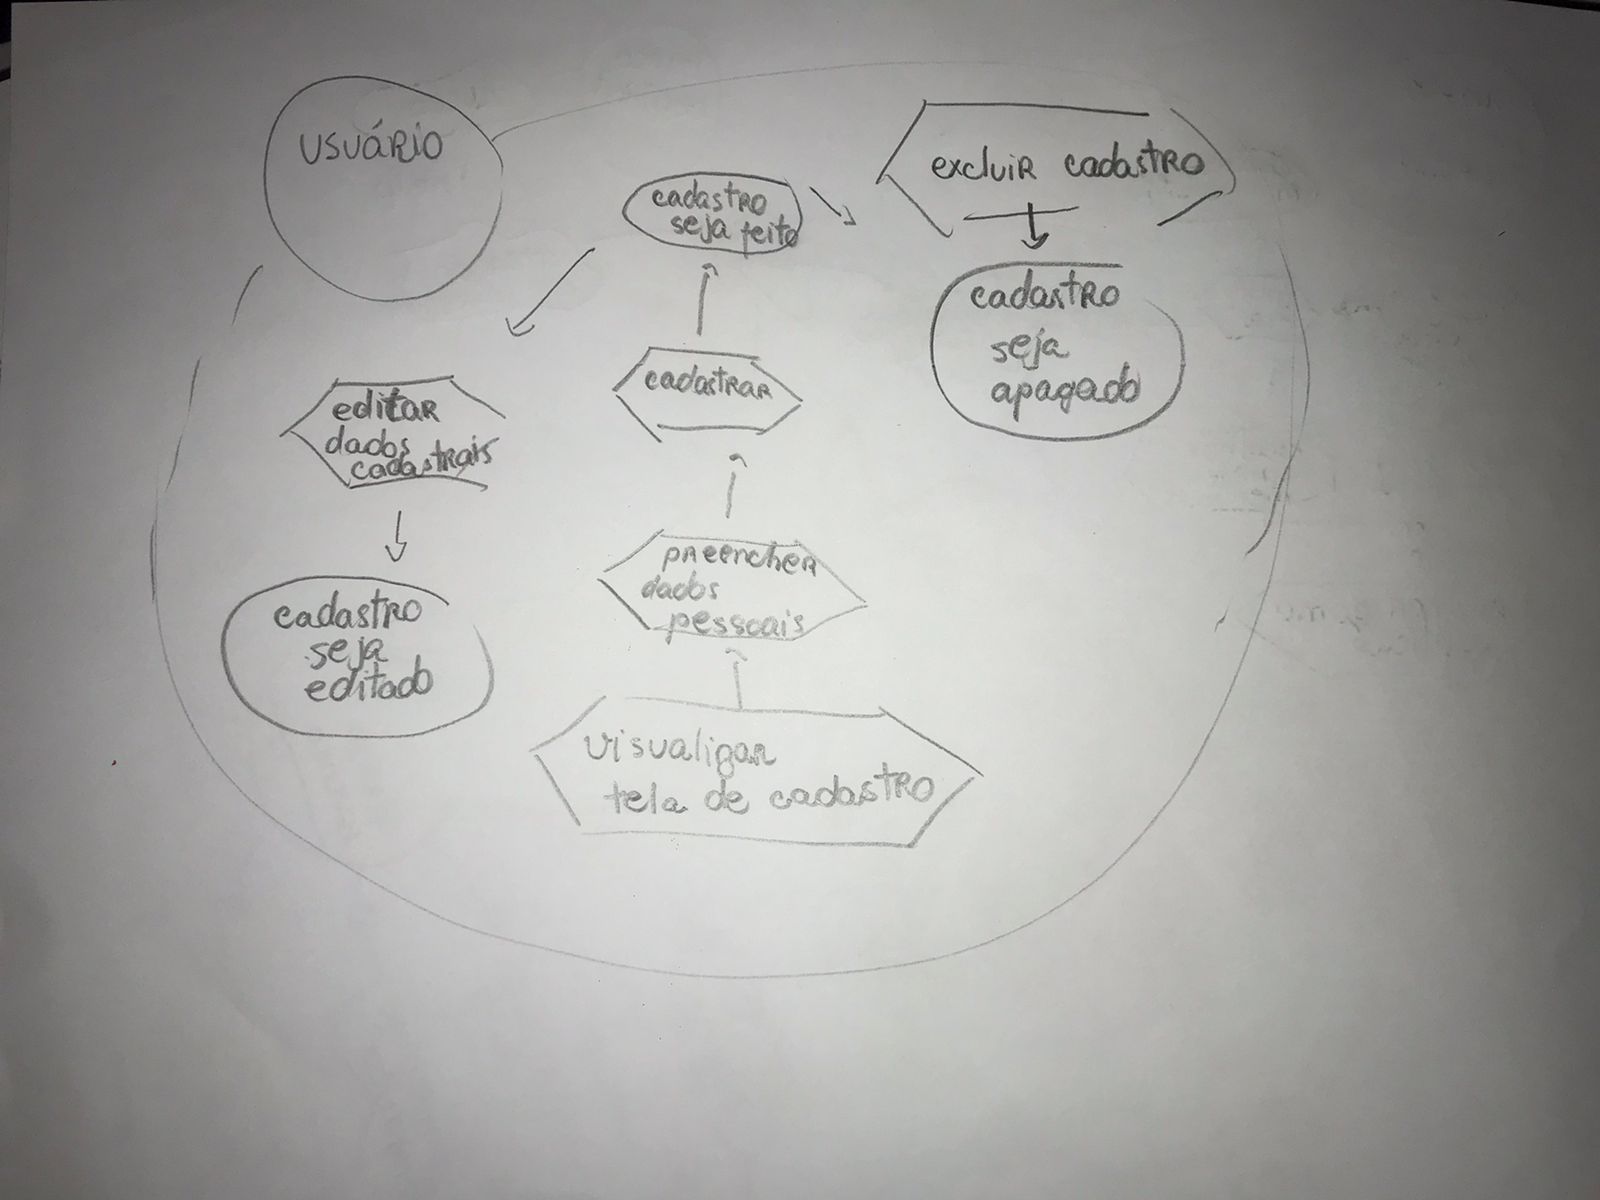 USUÁRIO
cadastro
seja feito
excluir cadastro
cadastro
seja
apagado
cadastrar
editar
dados
cadastrais
preencher
dados
pessoais
cadastro
seja
editado
visualizar
tela de cadastro